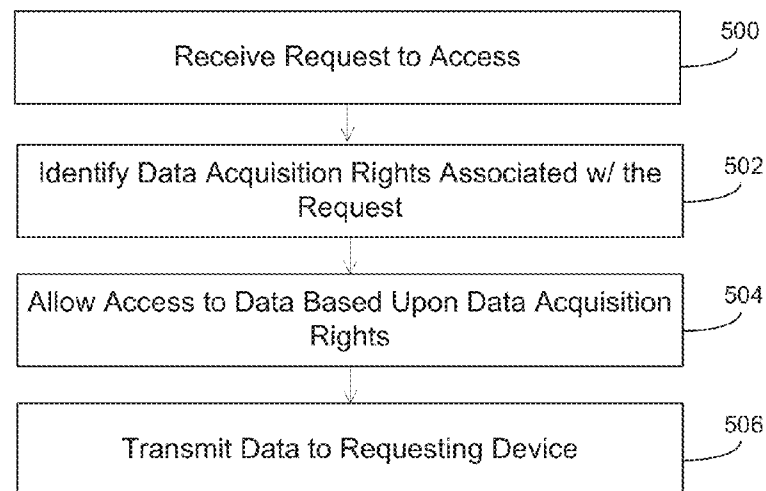 Receive Request to Access
500
Identify Data Acquisition Rights Associated w/ the
Request
502
Allow Access to Data Based Upon Data Acquisition
Rights
504
Transmit Data to Requesting Device
506